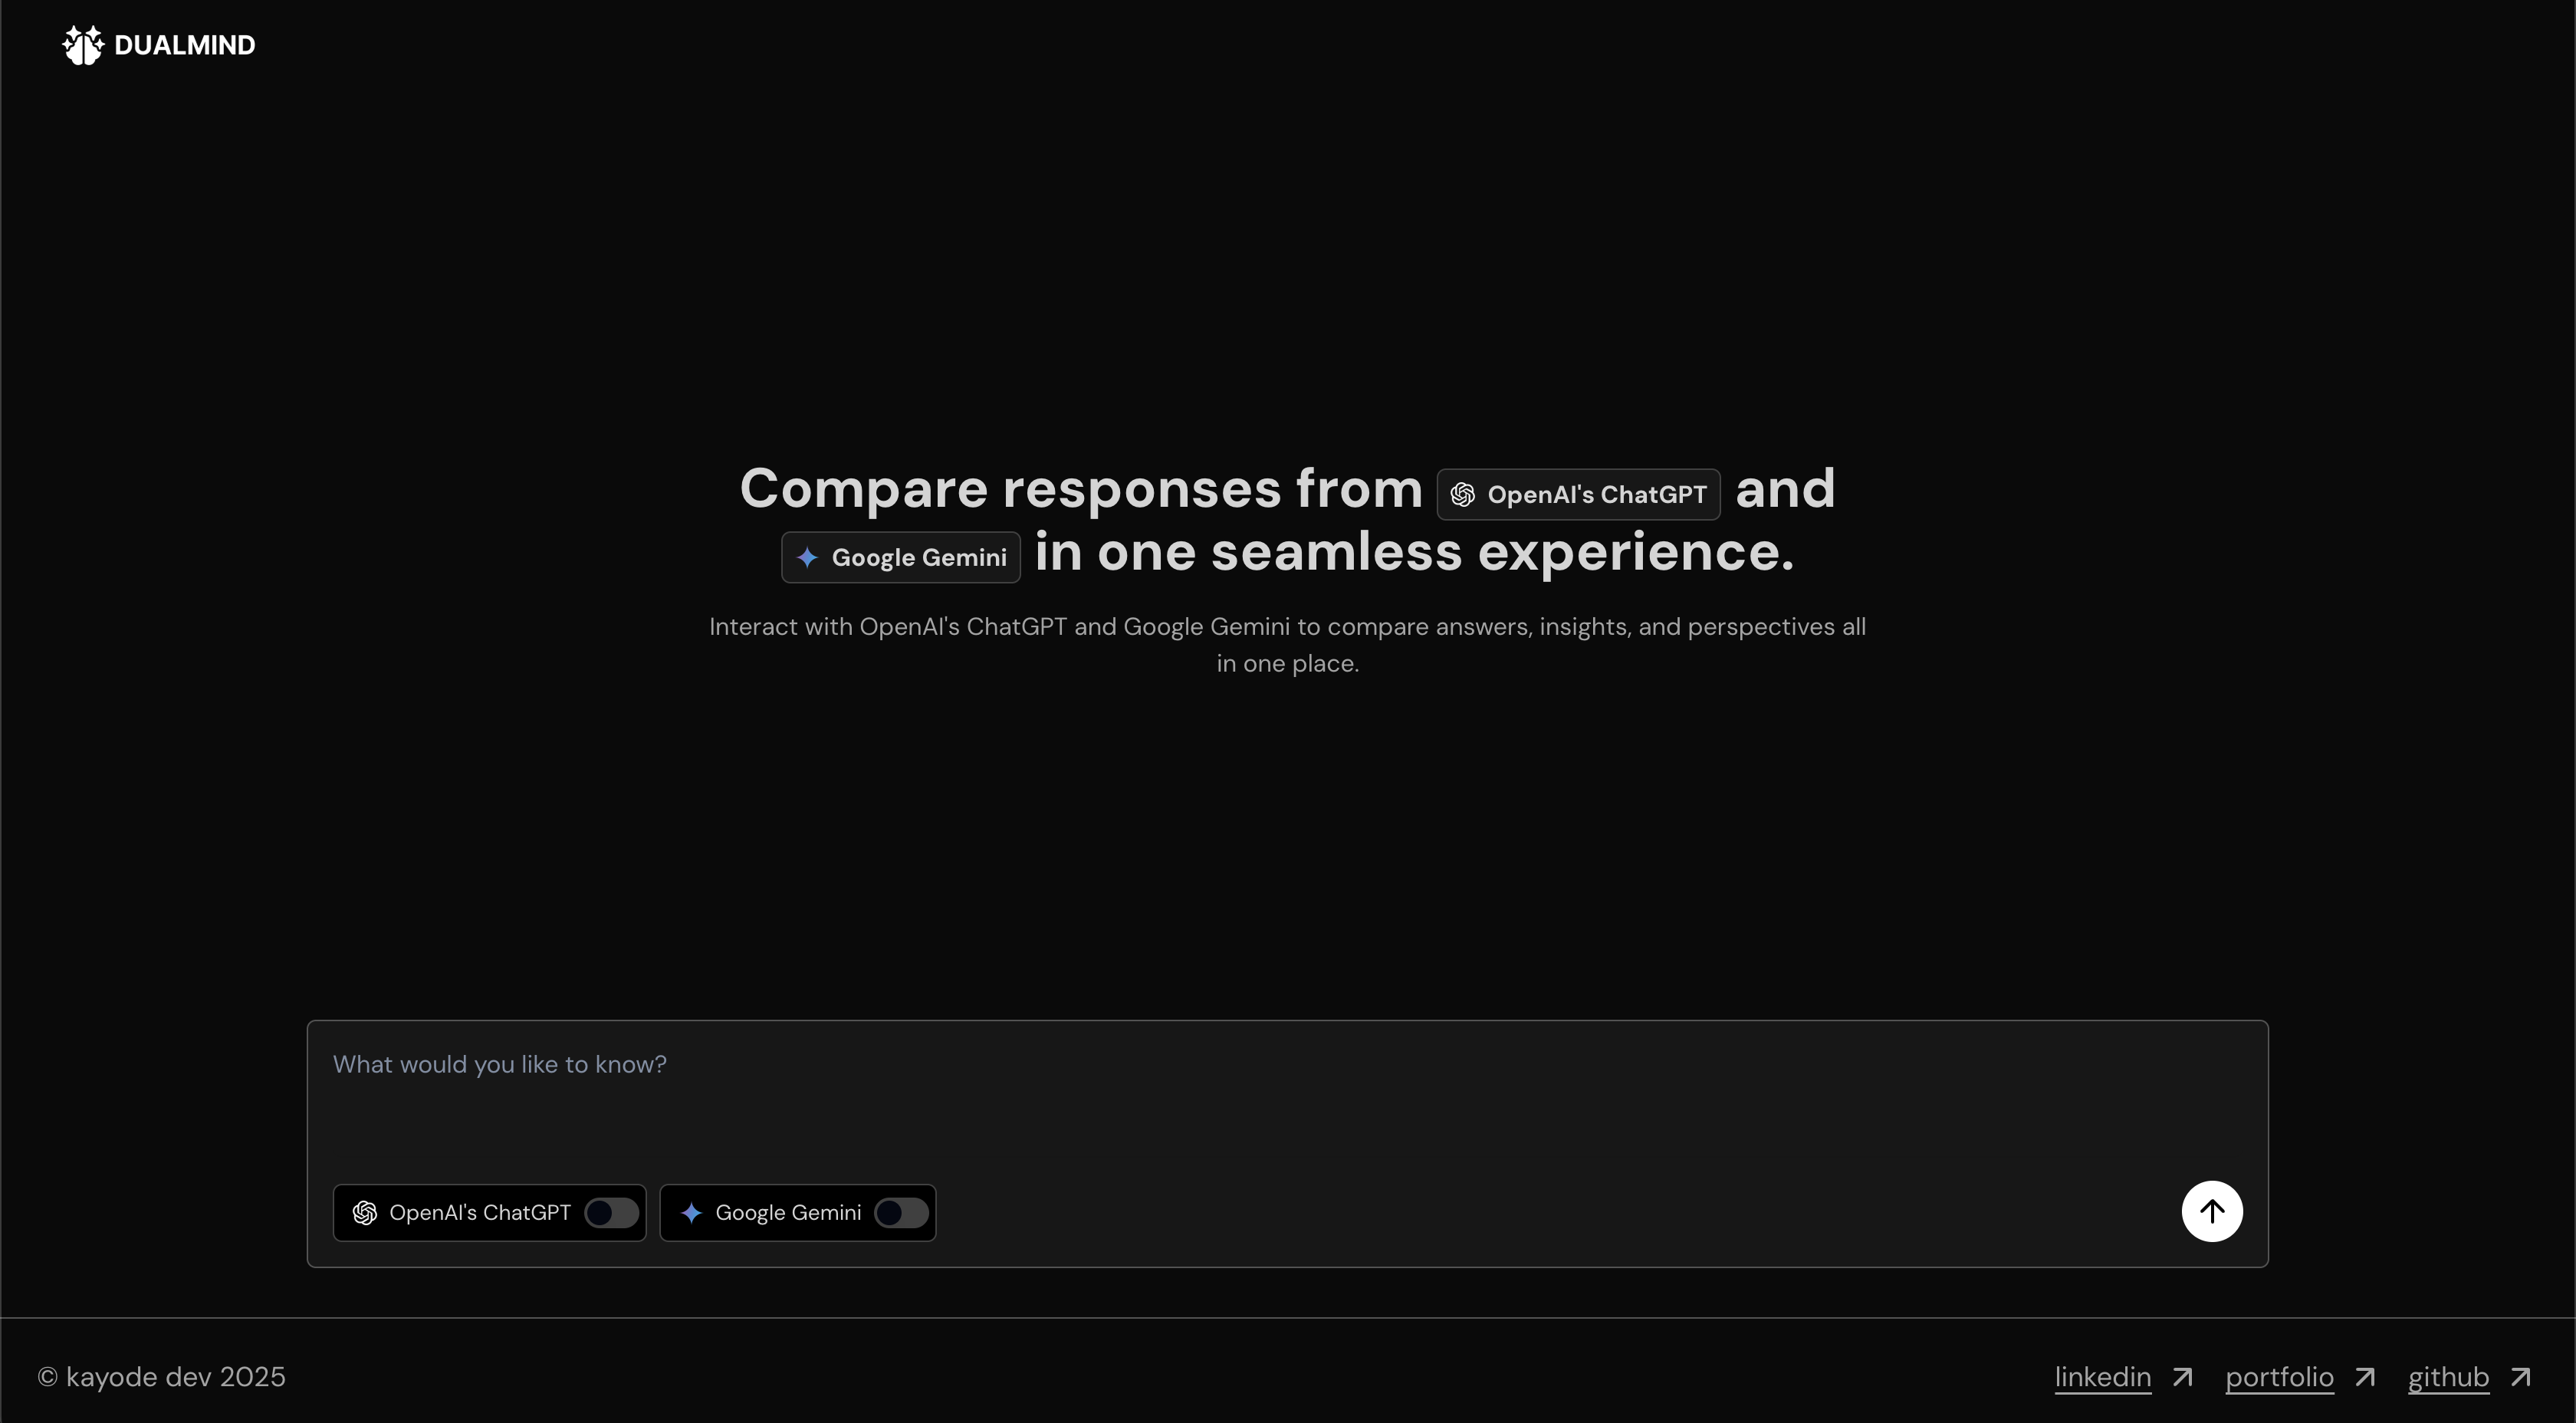 DUALMIND
Compare responses from OpenAI's ChatGPT and
Google Gemini in one seamless experience.
Interact with OpenAI's ChatGPT and Google Gemini to compare answers, insights, and perspectives all
in one place.
What would you like to know?
OpenAI's ChatGPT Google Gemini
© kayode dev 2025 linkedin portfolio github